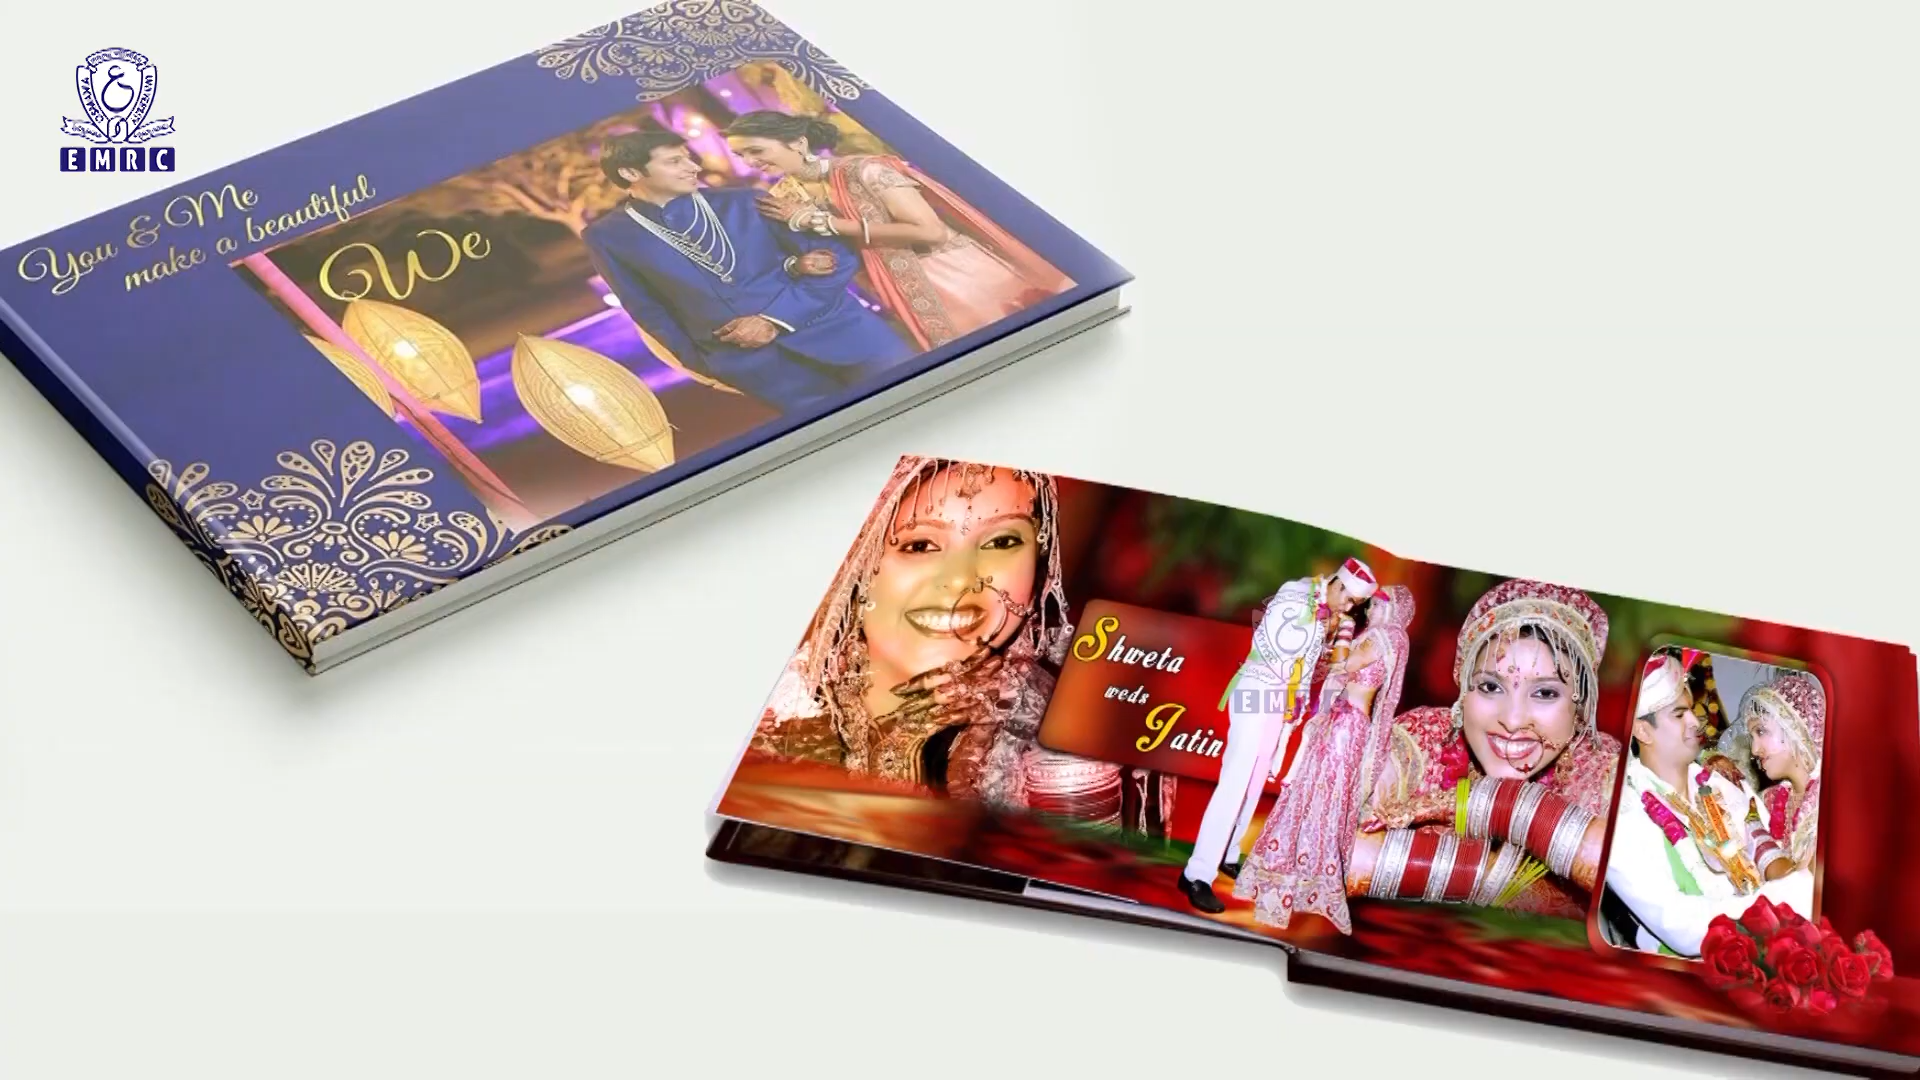 EMRC
You & Me
make a beautiful
We
Shweta
weds
Jatin
EMRC